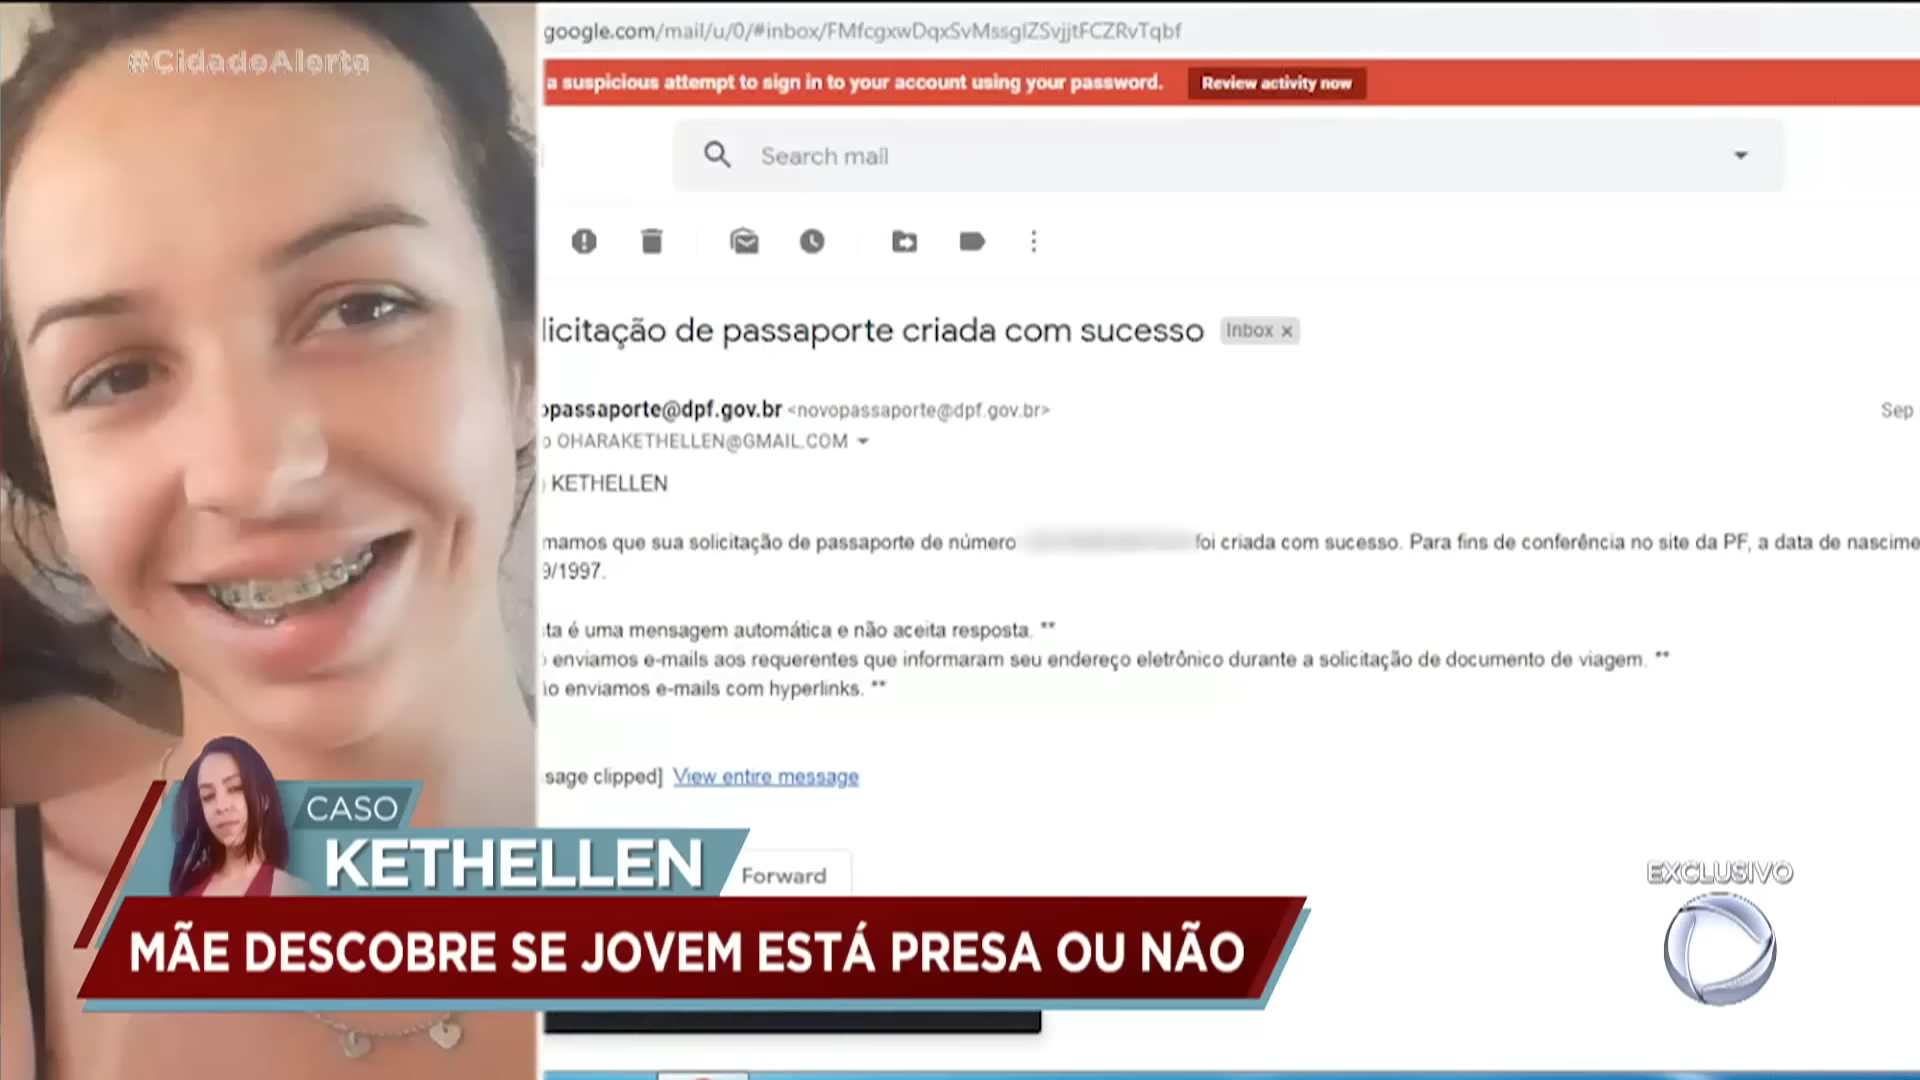 #CidadeAlerta
google.com/mail/u/0/#inbox/FMfcgxwDqxSvMssglZSvjjtFCZRvTqbf
a suspicious attempt to sign in to your account using your password. Review activity now
Search mail
licitação de passaporte criada com sucesso Inbox x
opassaporte@dpf.gov.br <novopassaporte@dpf.gov.br> Sep
o OHARAKETHELLEN@GMAIL.COM
KETHELLEN
mamos que sua solicitação de passaporte de número foi criada com sucesso. Para fins de conferência no site da PF, a data de nascime
9/1997.
ta é uma mensagem automática e não aceita resposta. **
enviamos e-mails aos requerentes que informaram seu endereço eletrônico durante a solicitação de documento de viagem. **
io enviamos e-mails com hyperlinks. **
sage clipped] View entire message
CASO
KETHELLEN
Forward
EXCLUSIVO
MÃE DESCOBRE SE JOVEM ESTÁ PRESA OU NÃO